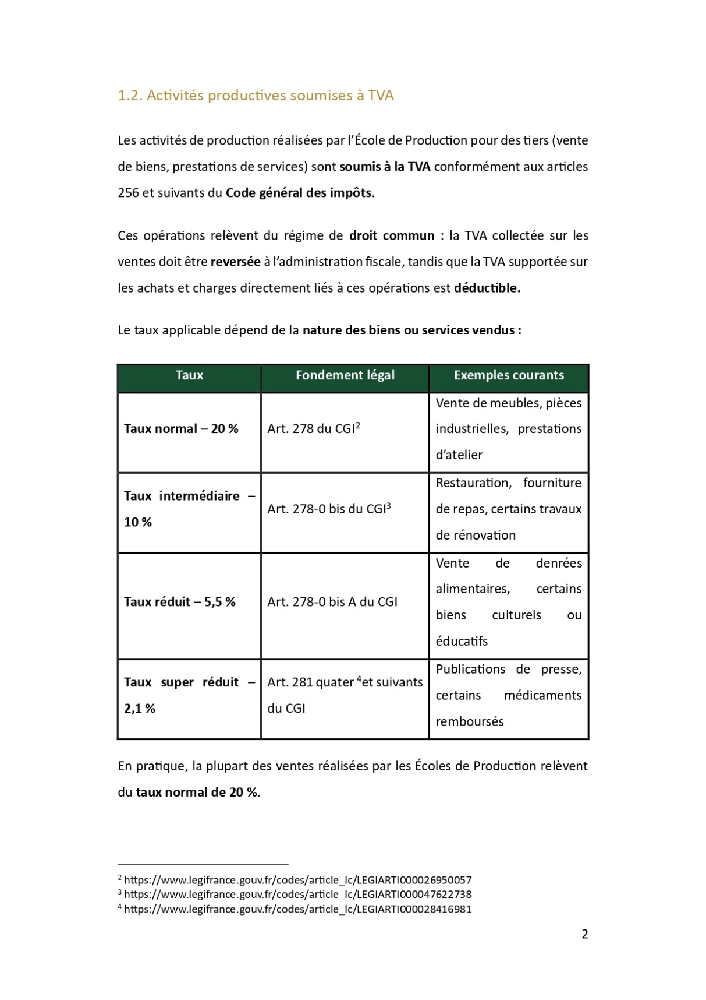 1.2. Activités productives soumises à TVA
Les activités de production réalisées par l’École de Production pour des tiers (vente
de biens, prestations de services) sont soumis à la TVA conformément aux articles
256 et suivants du Code général des impôts.
Ces opérations relèvent du régime de droit commun : la TVA collectée sur les
ventes doit être reversée à l’administration fiscale, tandis que la TVA supportée sur
les achats et charges directement liés à ces opérations est déductible.
Le taux applicable dépend de la nature des biens ou services vendus :
Taux Fondement légal Exemples courants
Taux normal – 20 %
Art. 278 du CGI2
Vente de meubles, pièces
industrielles, prestations
d’atelier
Taux intermédiaire –
10 %
Art. 278-0 bis du CGI3
Restauration, fourniture
de repas, certains travaux
de rénovation
Taux réduit – 5,5 %
Art. 278-0 bis A du CGI
Vente de denrées
alimentaires, certains
biens culturels ou
éducatifs
Taux super réduit –
2,1 %
Art. 281 quater 4et suivants
du CGI
Publications de presse,
certains médicaments
remboursés
En pratique, la plupart des ventes réalisées par les Écoles de Production relèvent
du taux normal de 20 %.
2 https://www.legifrance.gouv.fr/codes/article_lc/LEGIARTI000026950057
3 https://www.legifrance.gouv.fr/codes/article_lc/LEGIARTI000047622738
4 https://www.legifrance.gouv.fr/codes/article_lc/LEGIARTI000028416981
2